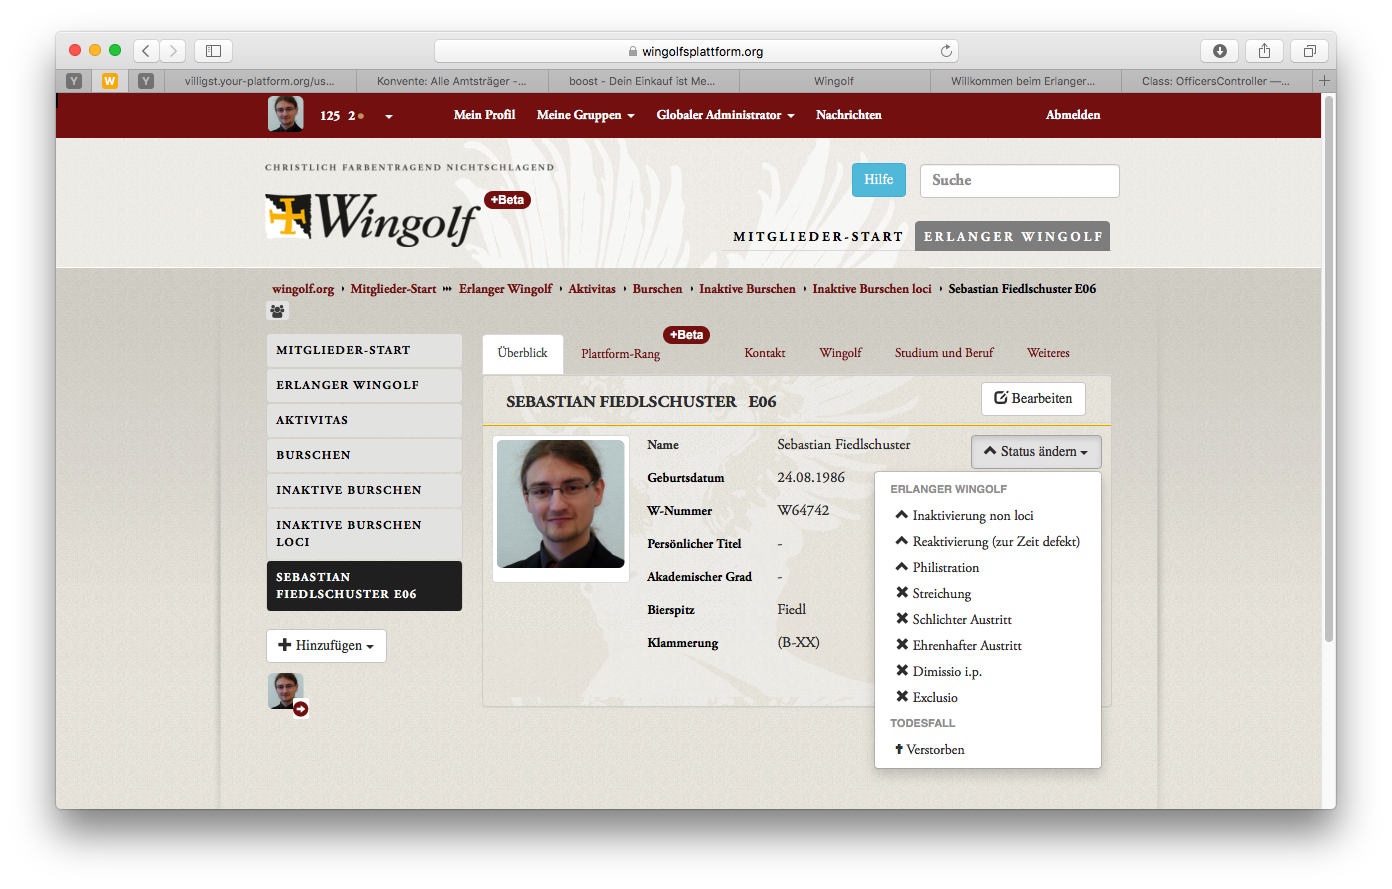 wingolfsplattform.org
Y
W
Y
villigst.your-platform.org/us...
Konvente: Alle Amtsträger -...
boost - Dein Einkauf ist Me...
Wingolf
Willkommen beim Erlanger...
Class: OfficersController —...
125 2
Mein Profil
Meine Gruppen
Globaler Administrator
Nachrichten
Abmelden
CHRISTLICH FARBENTRAGEND NICHTSCHLAGEND
Wingolf
+Beta
Hilfe
Suche
MITGLIEDER-START
ERLANGER WINGOLF
wingolf.org Mitglieder-Start Erlanger Wingolf Aktivitas Burschen Inaktive Burschen Inaktive Burschen loci Sebastian Fiedlschuster E06
MITGLIEDER-START
ERLANGER WINGOLF
AKTIVITAS
BURSCHEN
INAKTIVE BURSCHEN
INAKTIVE BURSCHEN
LOCI
SEBASTIAN
FIEDLSCHUSTER E06
Hinzufügen
Überblick
Plattform-Rang
+Beta
Kontakt
Wingolf
Studium und Beruf
Weiteres
SEBASTIAN FIEDLSCHUSTER E06
Bearbeiten
Name Sebastian Fiedlschuster
Geburtsdatum 24.08.1986
W-Nummer W64742
Persönlicher Titel -
Akademischer Grad -
Bierspitz Fiedl
Klammerung (B-XX)
Status ändern
ERLANGER WINGOLF
Inaktivierung non loci
Reaktivierung (zur Zeit defekt)
Philistration
Streichung
Schlichter Austritt
Ehrenhafter Austritt
Dimissio i.p.
Exclusio
TODESFALL
Verstorben